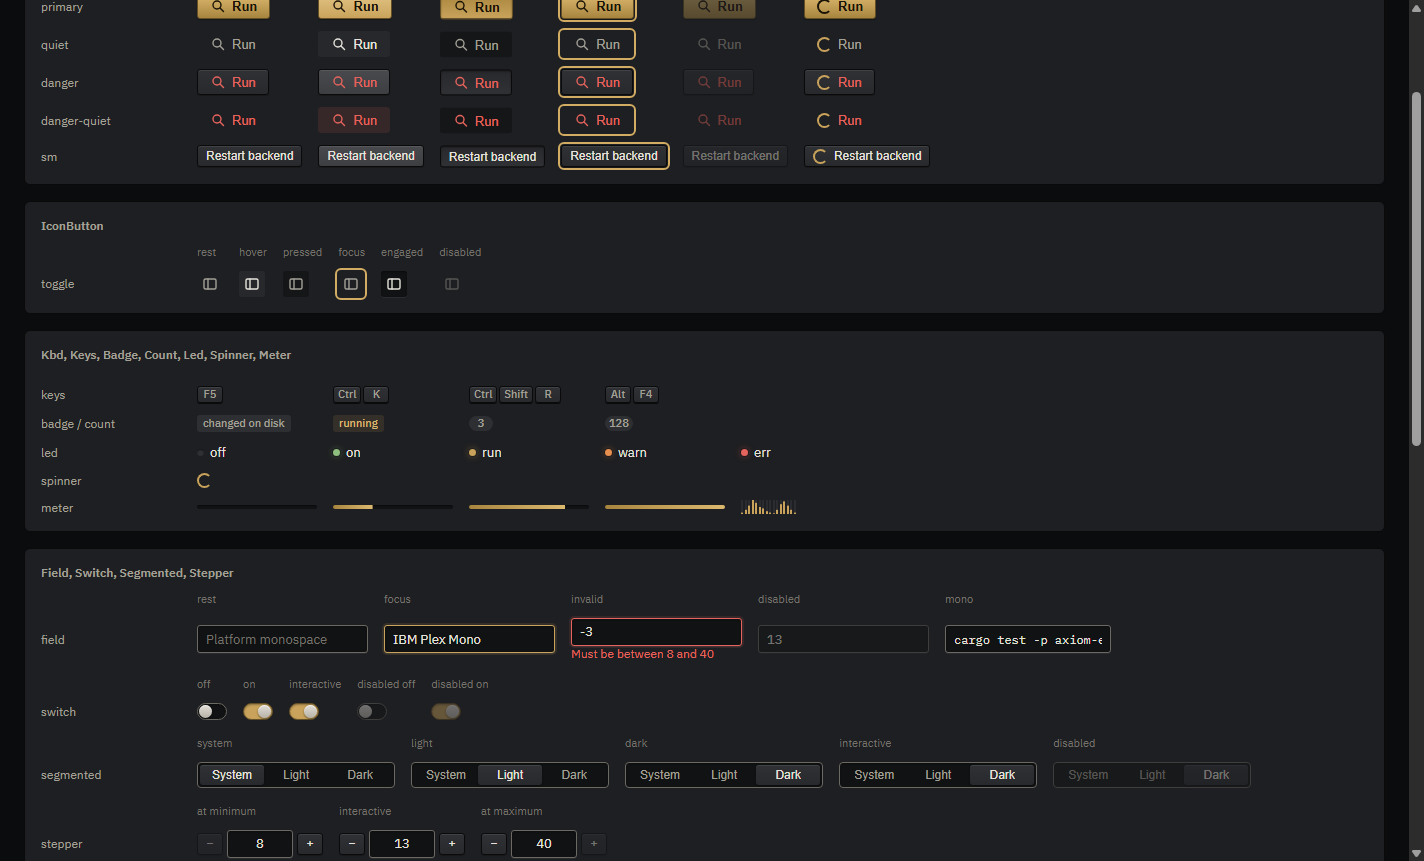 primary Run Run Run Run Run Run
quiet Run Run Run Run Run Run
danger Run Run Run Run Run Run
danger-quiet Run Run Run Run Run Run
sm Restart backend Restart backend Restart backend Restart backend Restart backend Restart backend
IconButton
rest hover pressed focus engaged disabled
toggle
Kbd, Keys, Badge, Count, Led, Spinner, Meter
keys F5 Ctrl K Ctrl Shift R Alt F4
badge / count changed on disk running 3 128
led off on run warn err
spinner
meter
Field, Switch, Segmented, Stepper
rest focus invalid disabled mono
field Platform monospace IBM Plex Mono -3 13 cargo test -p axiom-e
Must be between 8 and 40
off on interactive disabled off disabled on
switch
system light dark interactive disabled
segmented System Light Dark System Light Dark System Light Dark System Light Dark System Light Dark
at minimum interactive at maximum
stepper − 8 + − 13 + − 40 +